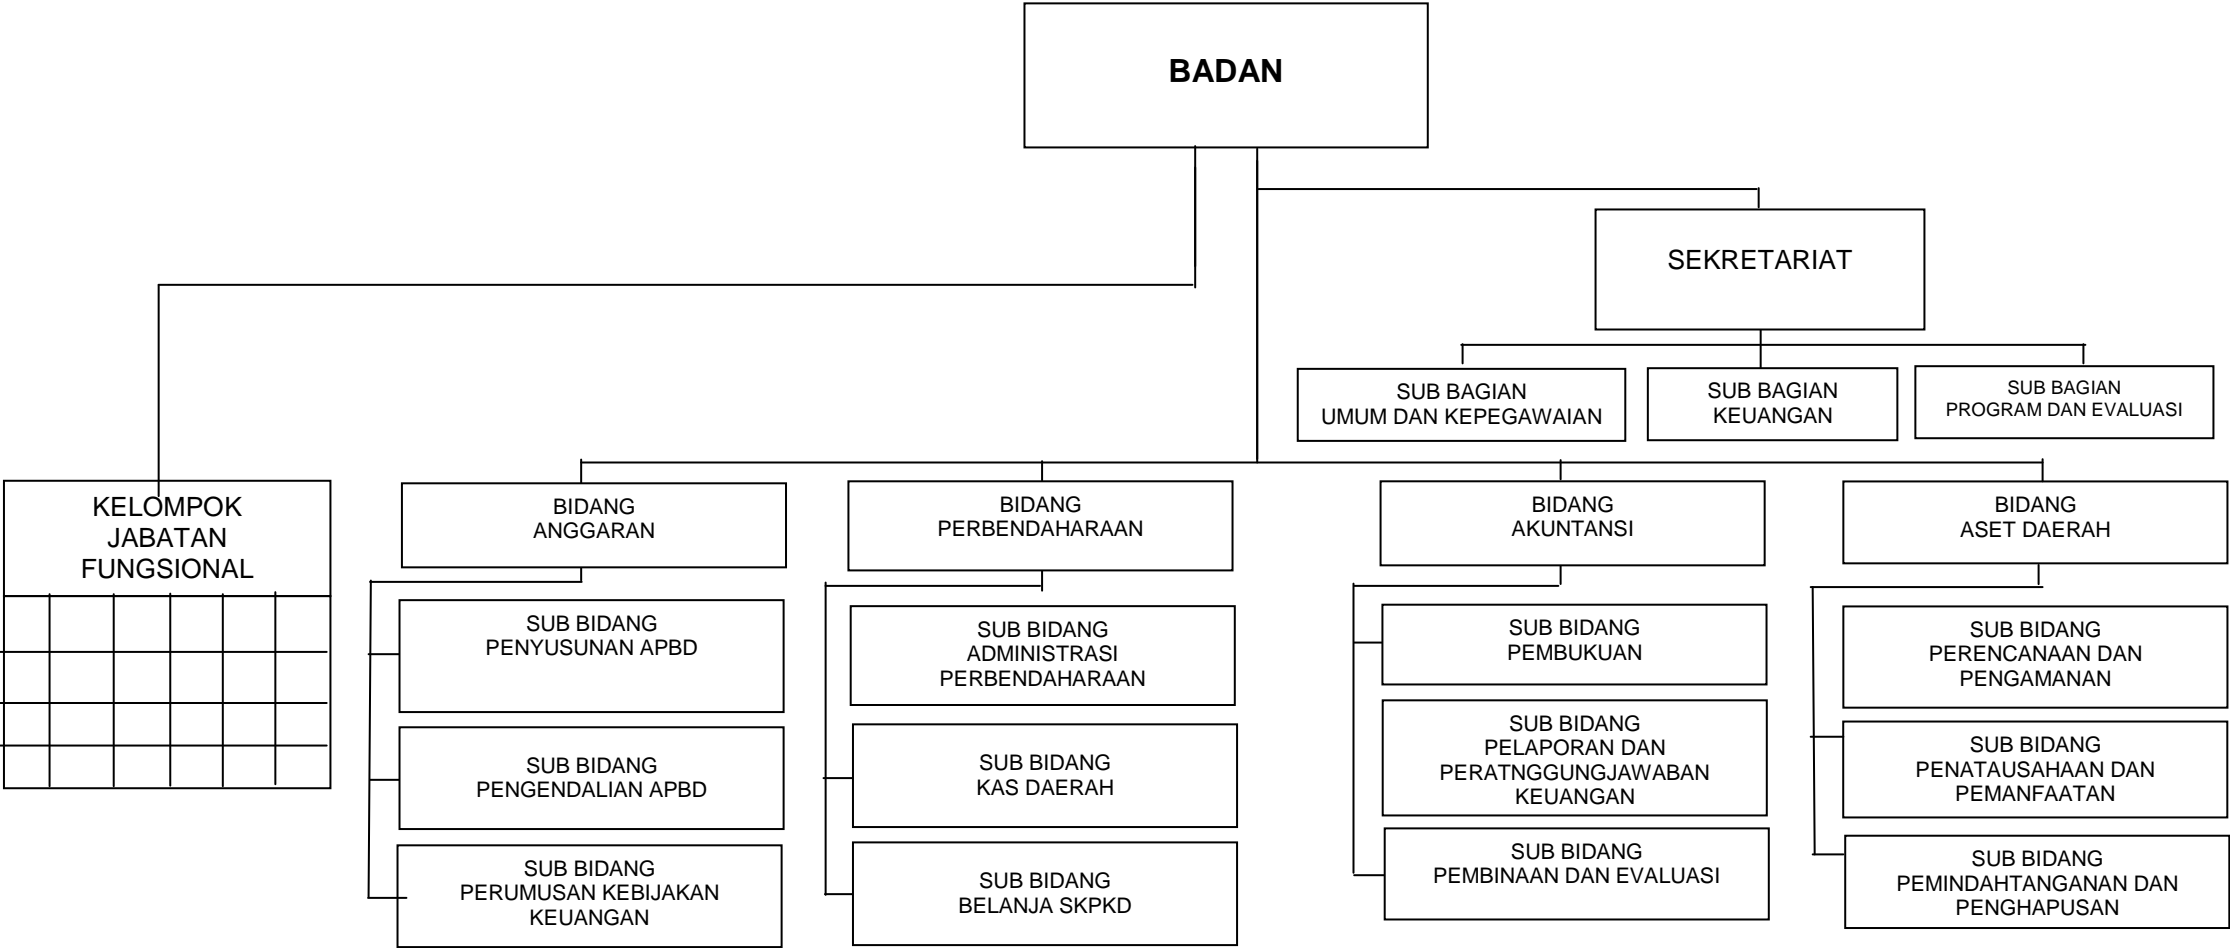 BADAN
SEKRETARIAT
SUB BAGIAN
UMUM DAN KEPEGAWAIAN
SUB BAGIAN
KEUANGAN
SUB BAGIAN
PROGRAM DAN EVALUASI
KELOMPOK
JABATAN
FUNGSIONAL
BIDANG
ANGGARAN
SUB BIDANG
PENYUSUNAN APBD
SUB BIDANG
PENGENDALIAN APBD
SUB BIDANG
PERUMUSAN KEBIJAKAN
KEUANGAN
BIDANG
PERBENDAHARAAN
SUB BIDANG
ADMINISTRASI
PERBENDAHARAAN
SUB BIDANG
KAS DAERAH
SUB BIDANG
BELANJA SKPKD
BIDANG
AKUNTANSI
SUB BIDANG
PEMBUKUAN
SUB BIDANG
PELAPORAN DAN
PERATNGGUNGJAWABAN
KEUANGAN
SUB BIDANG
PEMBINAAN DAN EVALUASI
BIDANG
ASET DAERAH
SUB BIDANG
PERENCANAAN DAN
PENGAMANAN
SUB BIDANG
PENATAUSAHAAN DAN
PEMANFAATAN
SUB BIDANG
PEMINDAHTANGANAN DAN
PENGHAPUSAN